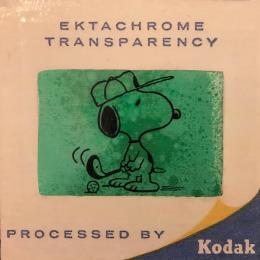 EKTACHROME
TRANSPARENCY
PROCESSED BY
Kodak